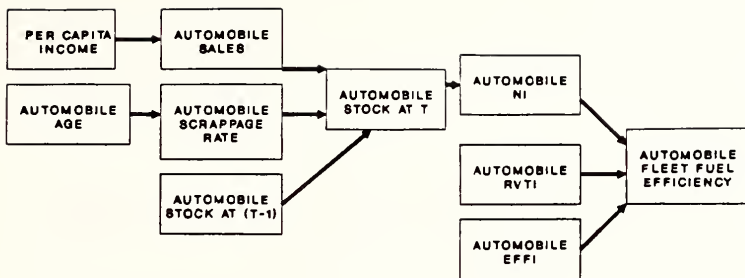 PER CAPITA
INCOME
AUTOMOBILE
SALES
AUTOMOBILE
AGE
AUTOMOBILE
SCRAPPAGE
RATE
AUTOMOBILE
STOCK AT (T-1)
AUTOMOBILE
STOCK AT T
AUTOMOBILE
NI
AUTOMOBILE
RVTI
AUTOMOBILE
EFFI
AUTOMOBILE
FLEET FUEL
EFFICIENCY